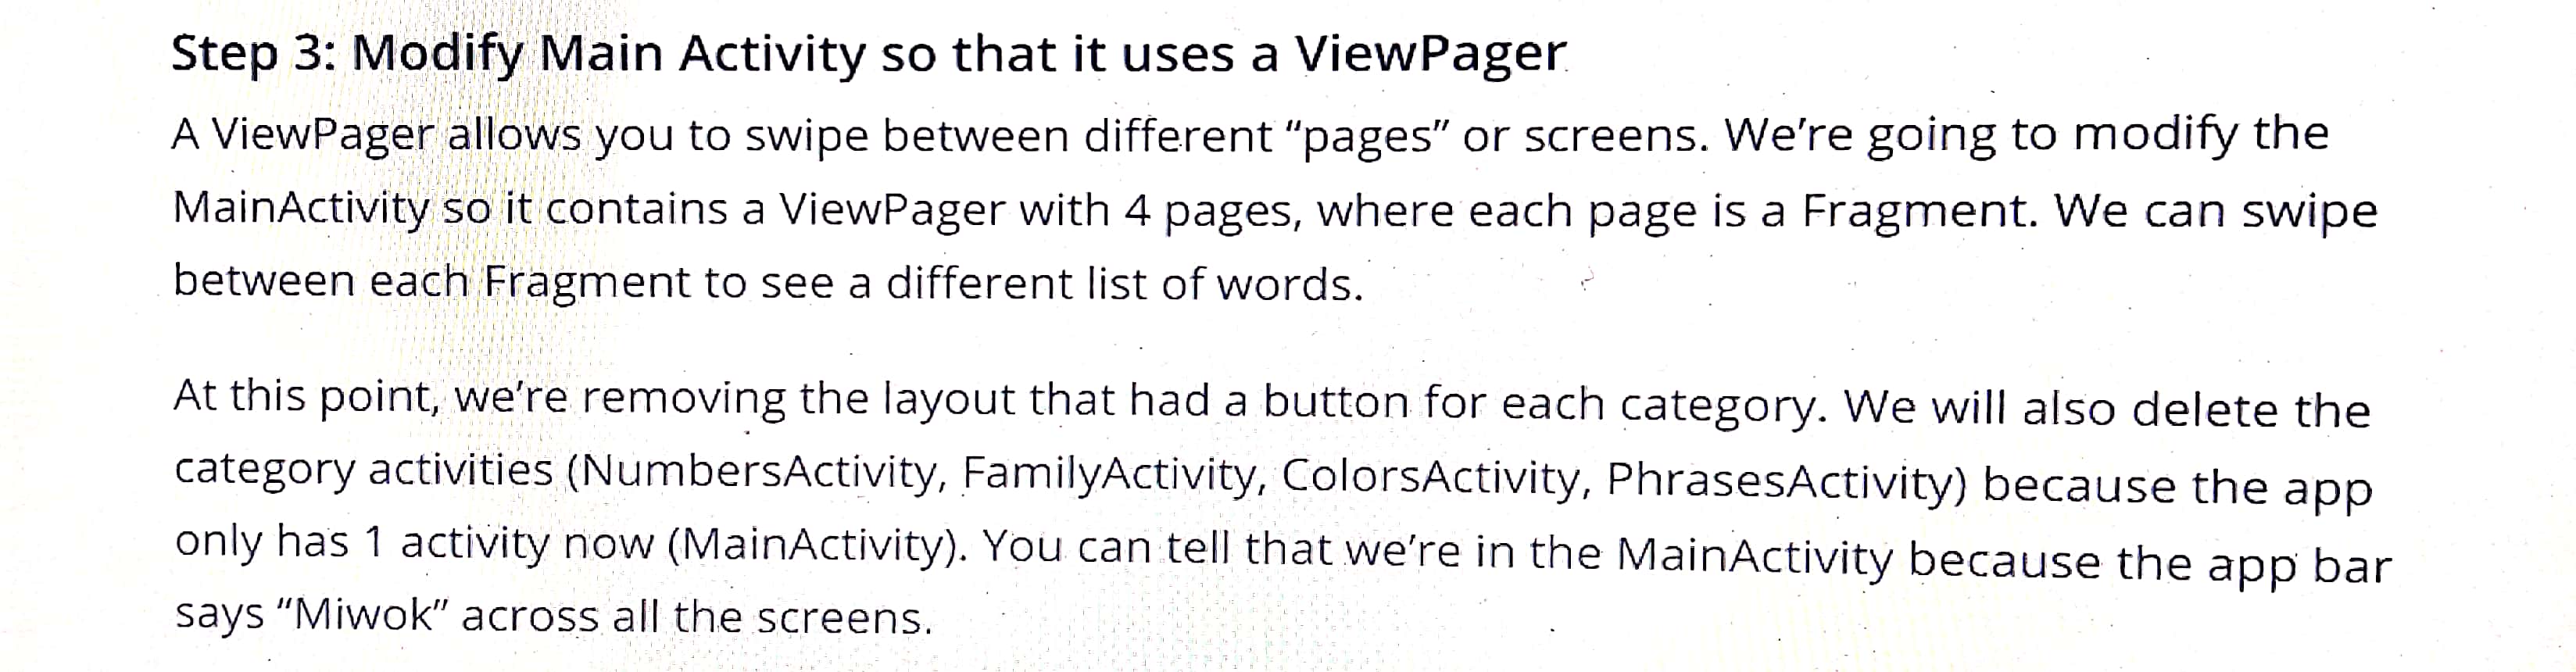 Step 3: Modify Main Activity so that it uses a ViewPager
A ViewPager allows you to swipe between different “pages” or screens. We’re going to modify the
MainActivity so it contains a ViewPager with 4 pages, where each page is a Fragment. We can swipe
between each Fragment to see a different list of words.
At this point, we’re removing the layout that had a button for each category. We will also delete the
category activities (NumbersActivity, FamilyActivity, ColorsActivity, PhrasesActivity) because the app
only has 1 activity now (MainActivity). You can tell that we’re in the MainActivity because the app bar
says “Miwok” across all the screens.